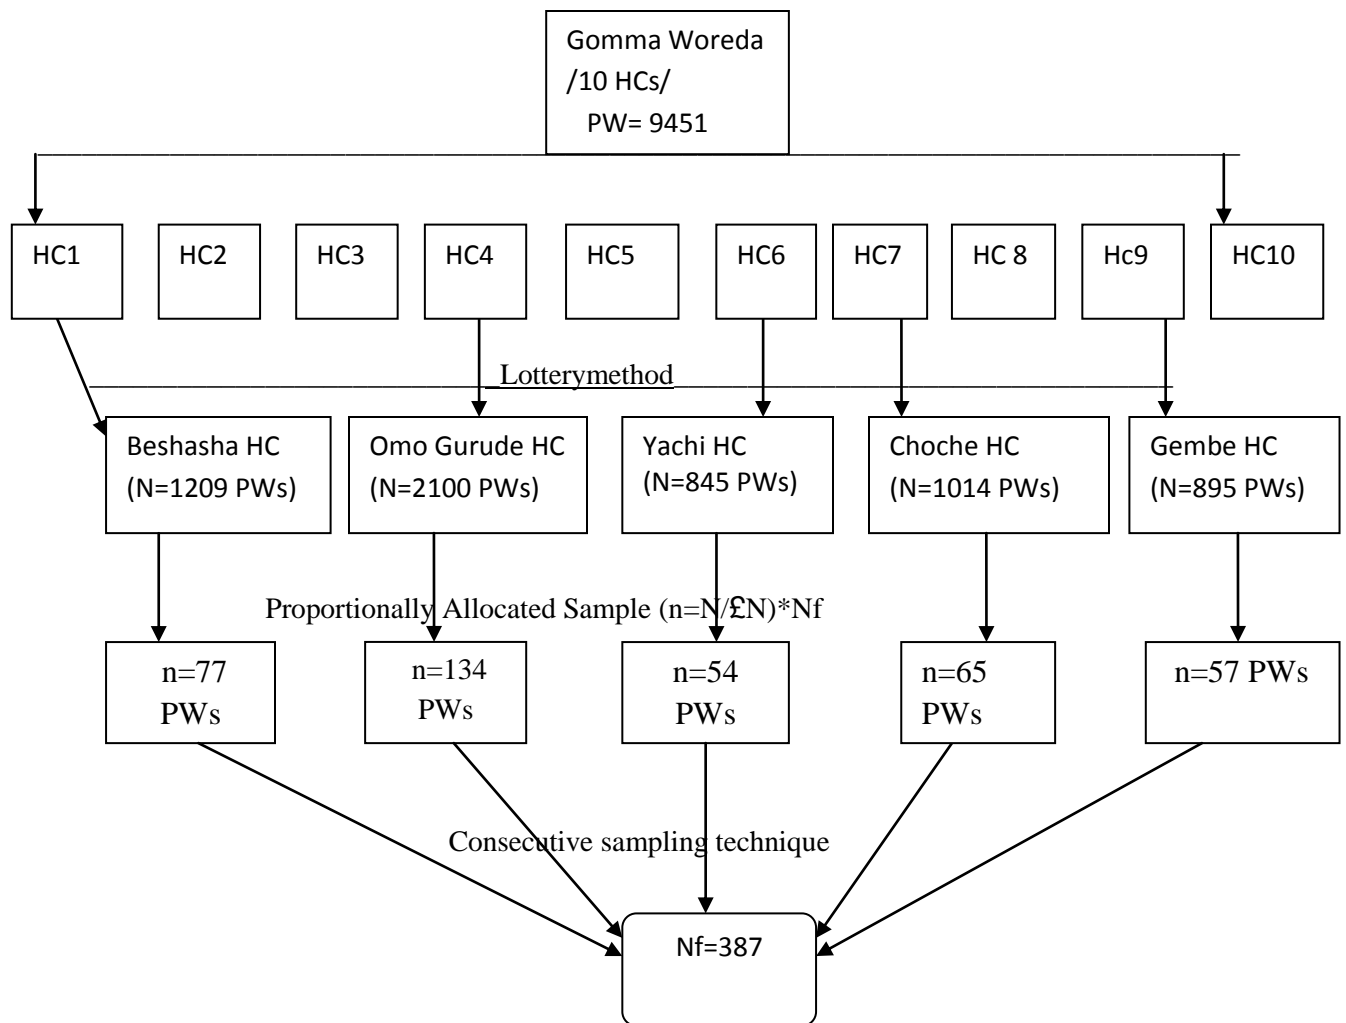 Gomma Woreda
/10 HCs/
PW= 9451
HC1
HC2
HC3
HC4
HC5
HC6
HC7
HC 8
Hc9
HC10
Lotterymethod
Beshasha HC
(N=1209 PWs)
Omo Gurude HC
(N=2100 PWs)
Yachi HC
(N=845 PWs)
Choche HC
(N=1014 PWs)
Gembe HC
(N=895 PWs)
Proportionally Allocated Sample (n=N/£N)*Nf
n=77
PWs
n=134
PWs
n=54
PWs
n=65
PWs
n=57 PWs
Consecutive sampling technique
Nf=387